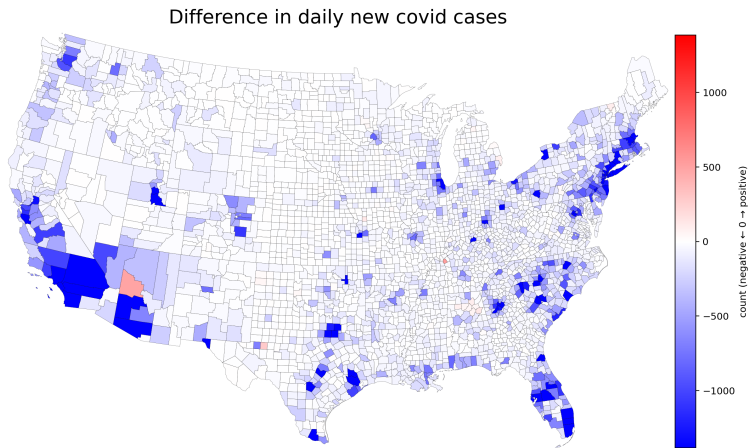 Difference in daily new covid cases
1000
500
0
−500
−1000
count (negative ← 0 → positive)